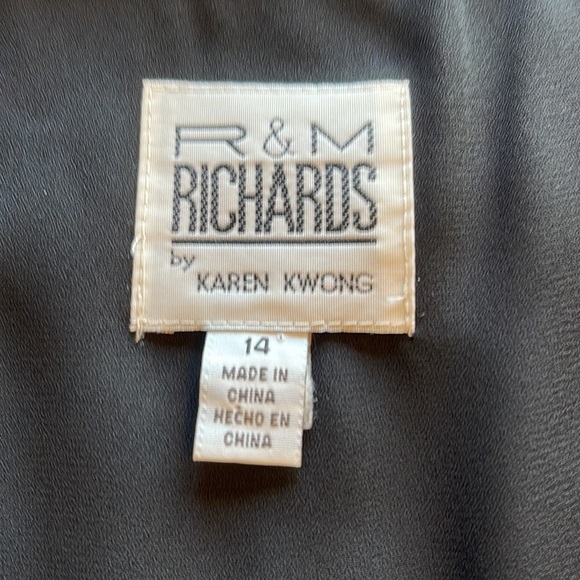 R & M
RICHARDS
by
KAREN KWONG
14
MADE IN
CHINA
HECHO EN
CHINA